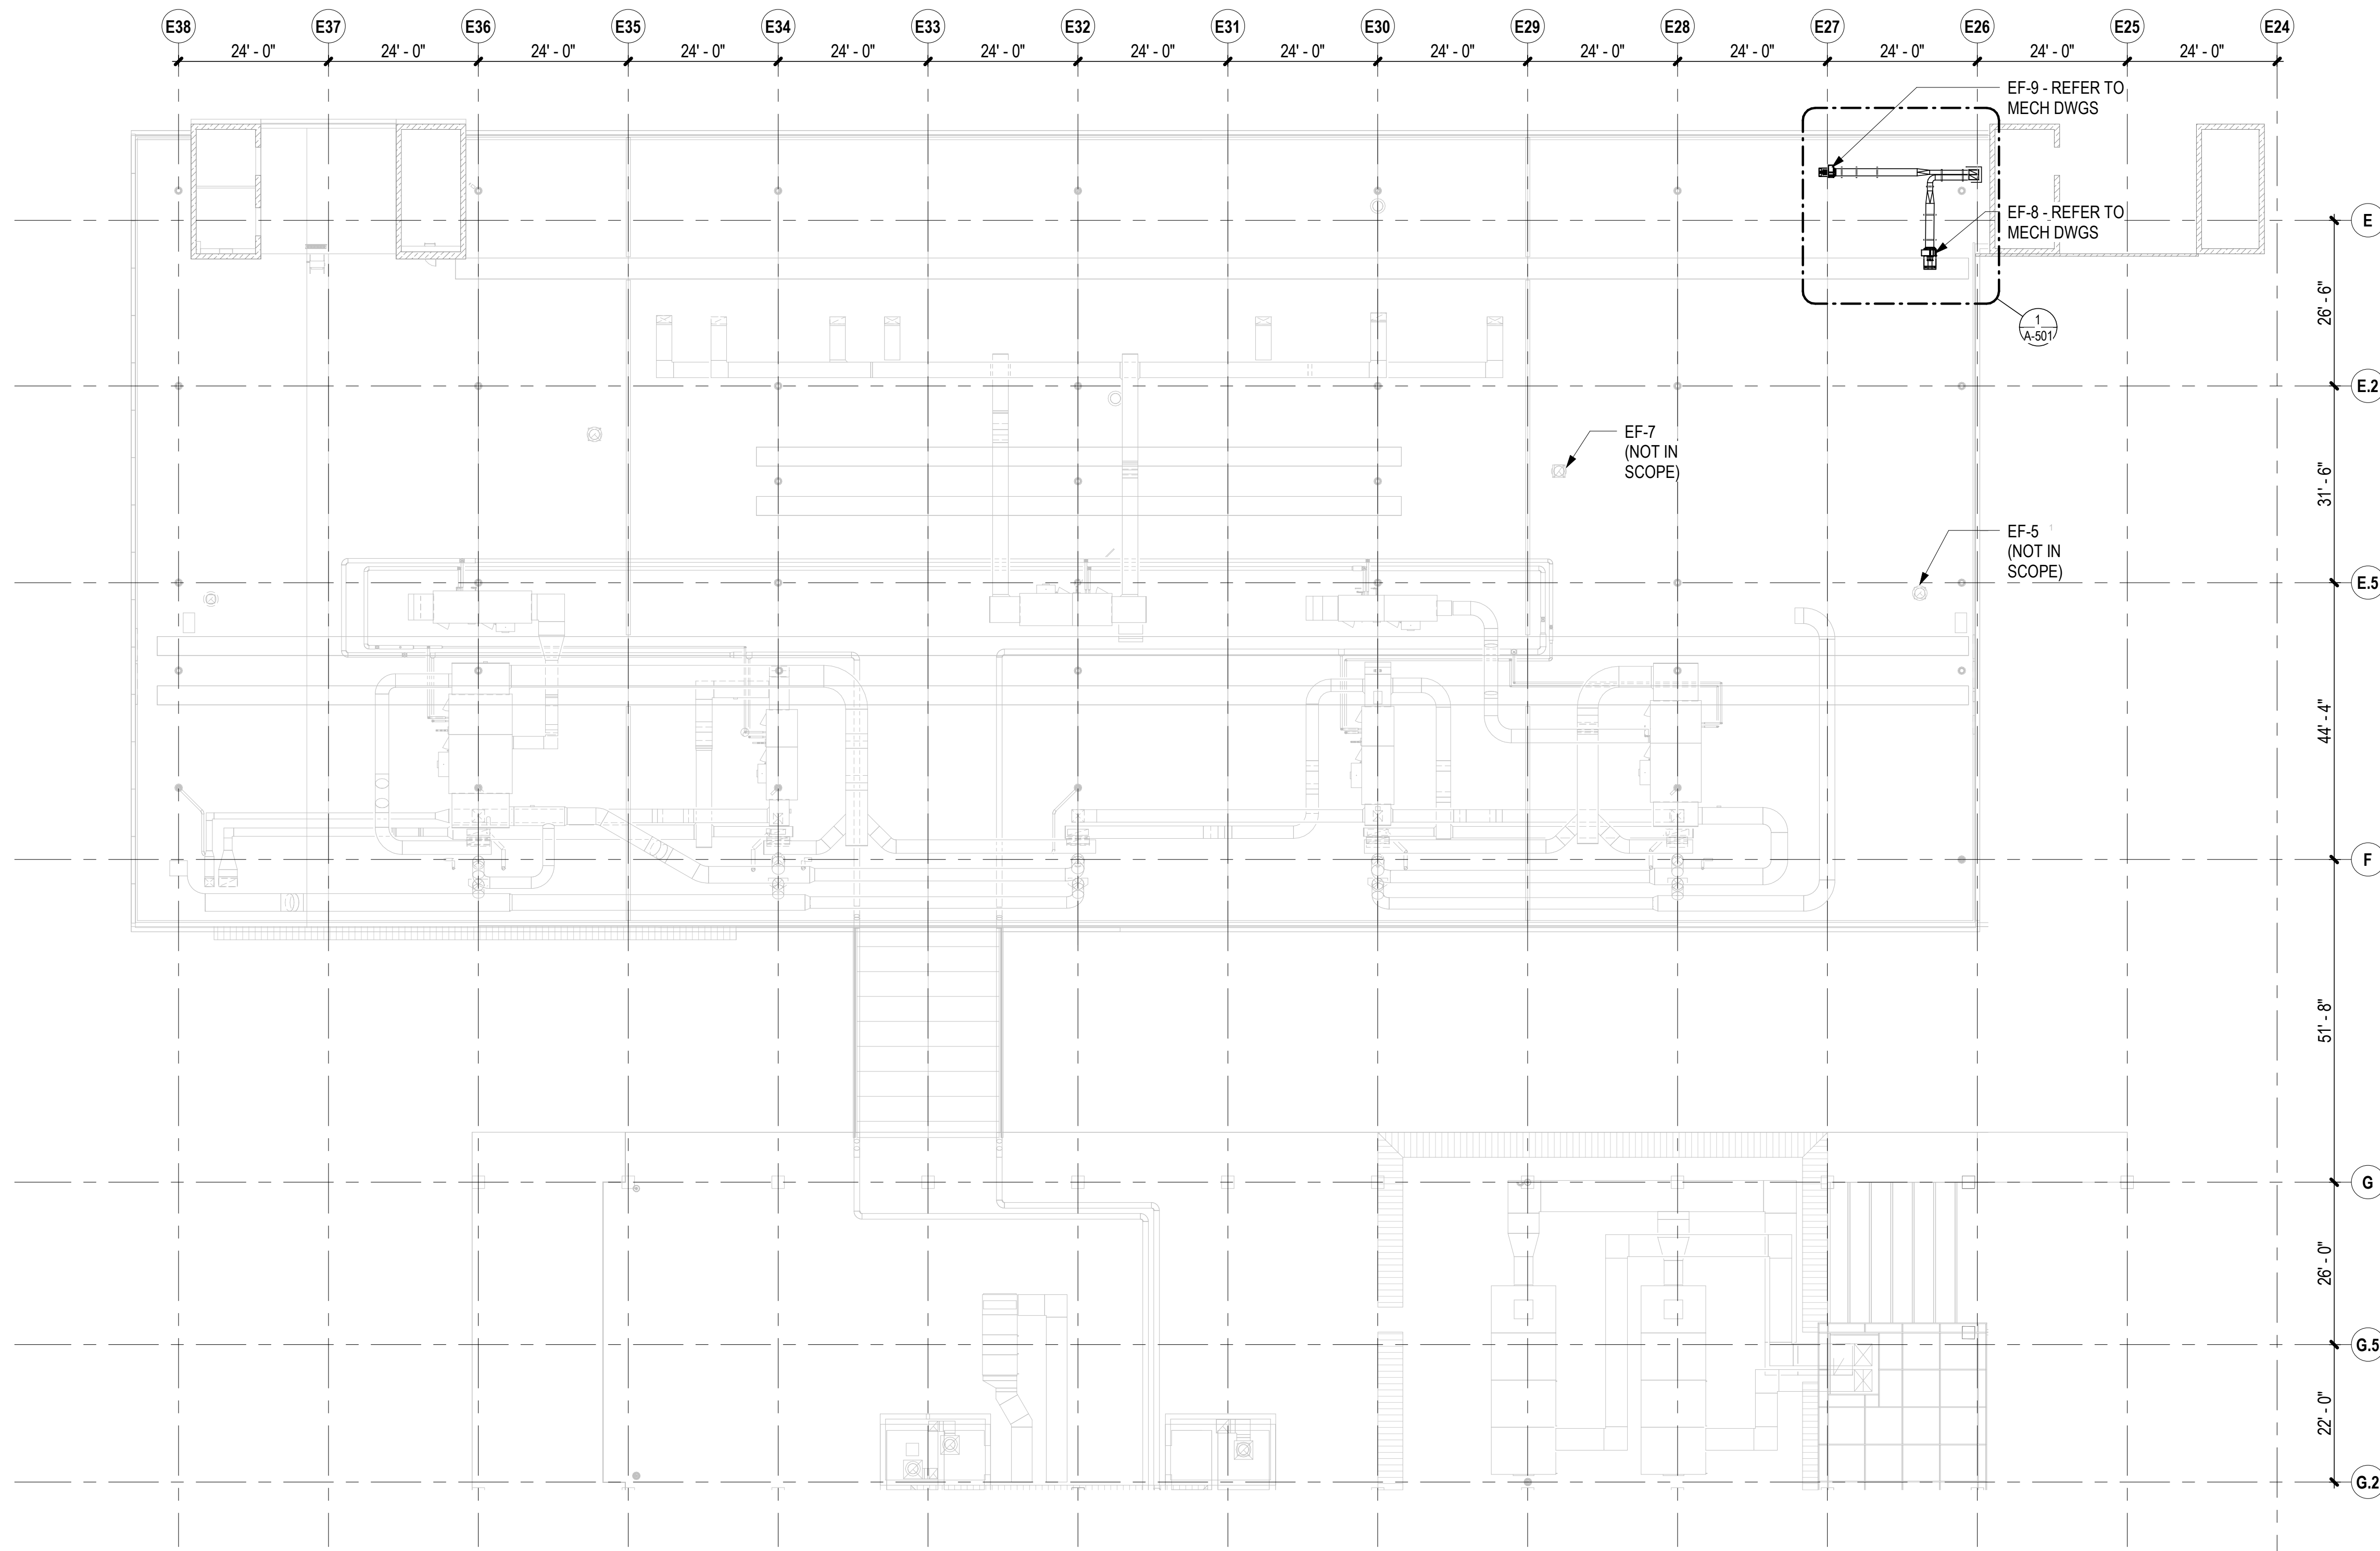 E38 E37 E36 E35 E34 E33 E32 E31 E30 E29 E28 E27 E26 E25 E24
24' - 0" 24' - 0" 24' - 0" 24' - 0" 24' - 0" 24' - 0" 24' - 0" 24' - 0" 24' - 0" 24' - 0" 24' - 0" 24' - 0" 24' - 0" 24' - 0"
EF-9 - REFER TO
MECH DWGS
EF-8 - REFER TO
MECH DWGS
E
26' - 6"
1
A-501
E.2
EF-7
(NOT IN
SCOPE)
31' - 6"
EF-5
(NOT IN
SCOPE)
E.5
44' - 4"
F
51' - 8"
G
26' - 0"
G.5
22' - 0"
G.2